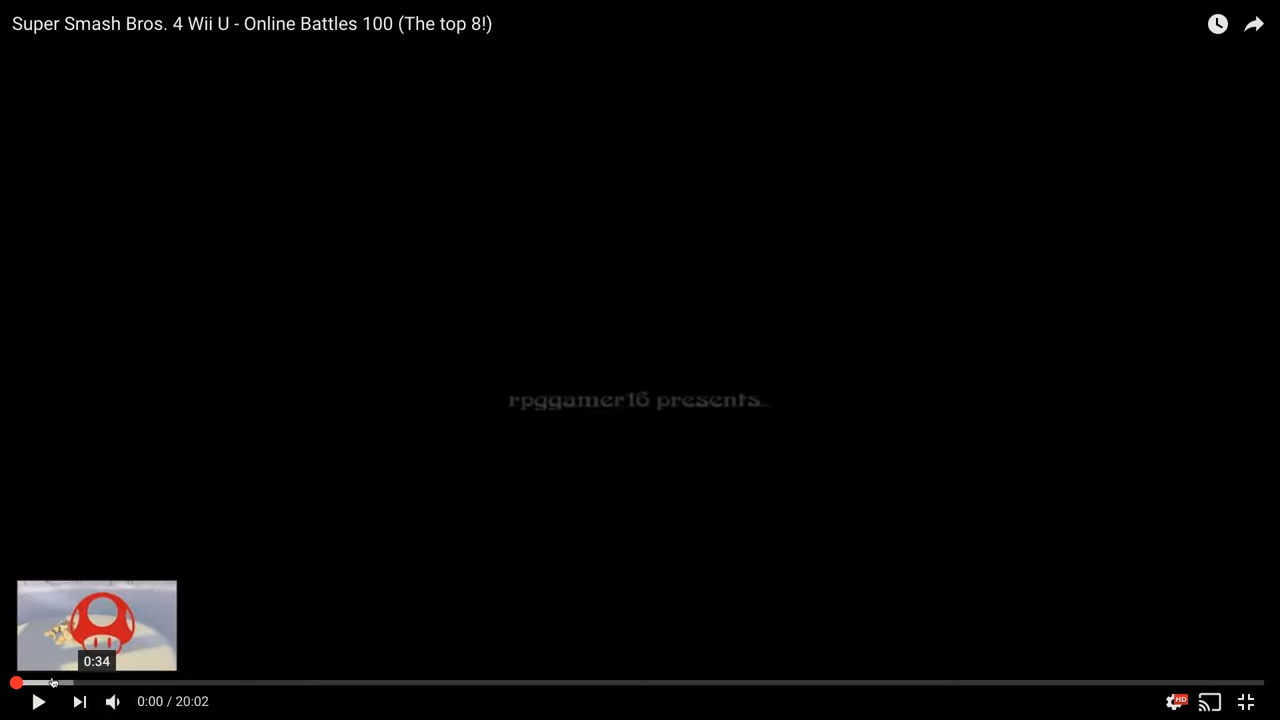 Super Smash Bros. 4 Wii U - Online Battles 100 (The top 8!)
rpggamer16 presents...
0:34
0:00 / 20:02
HD